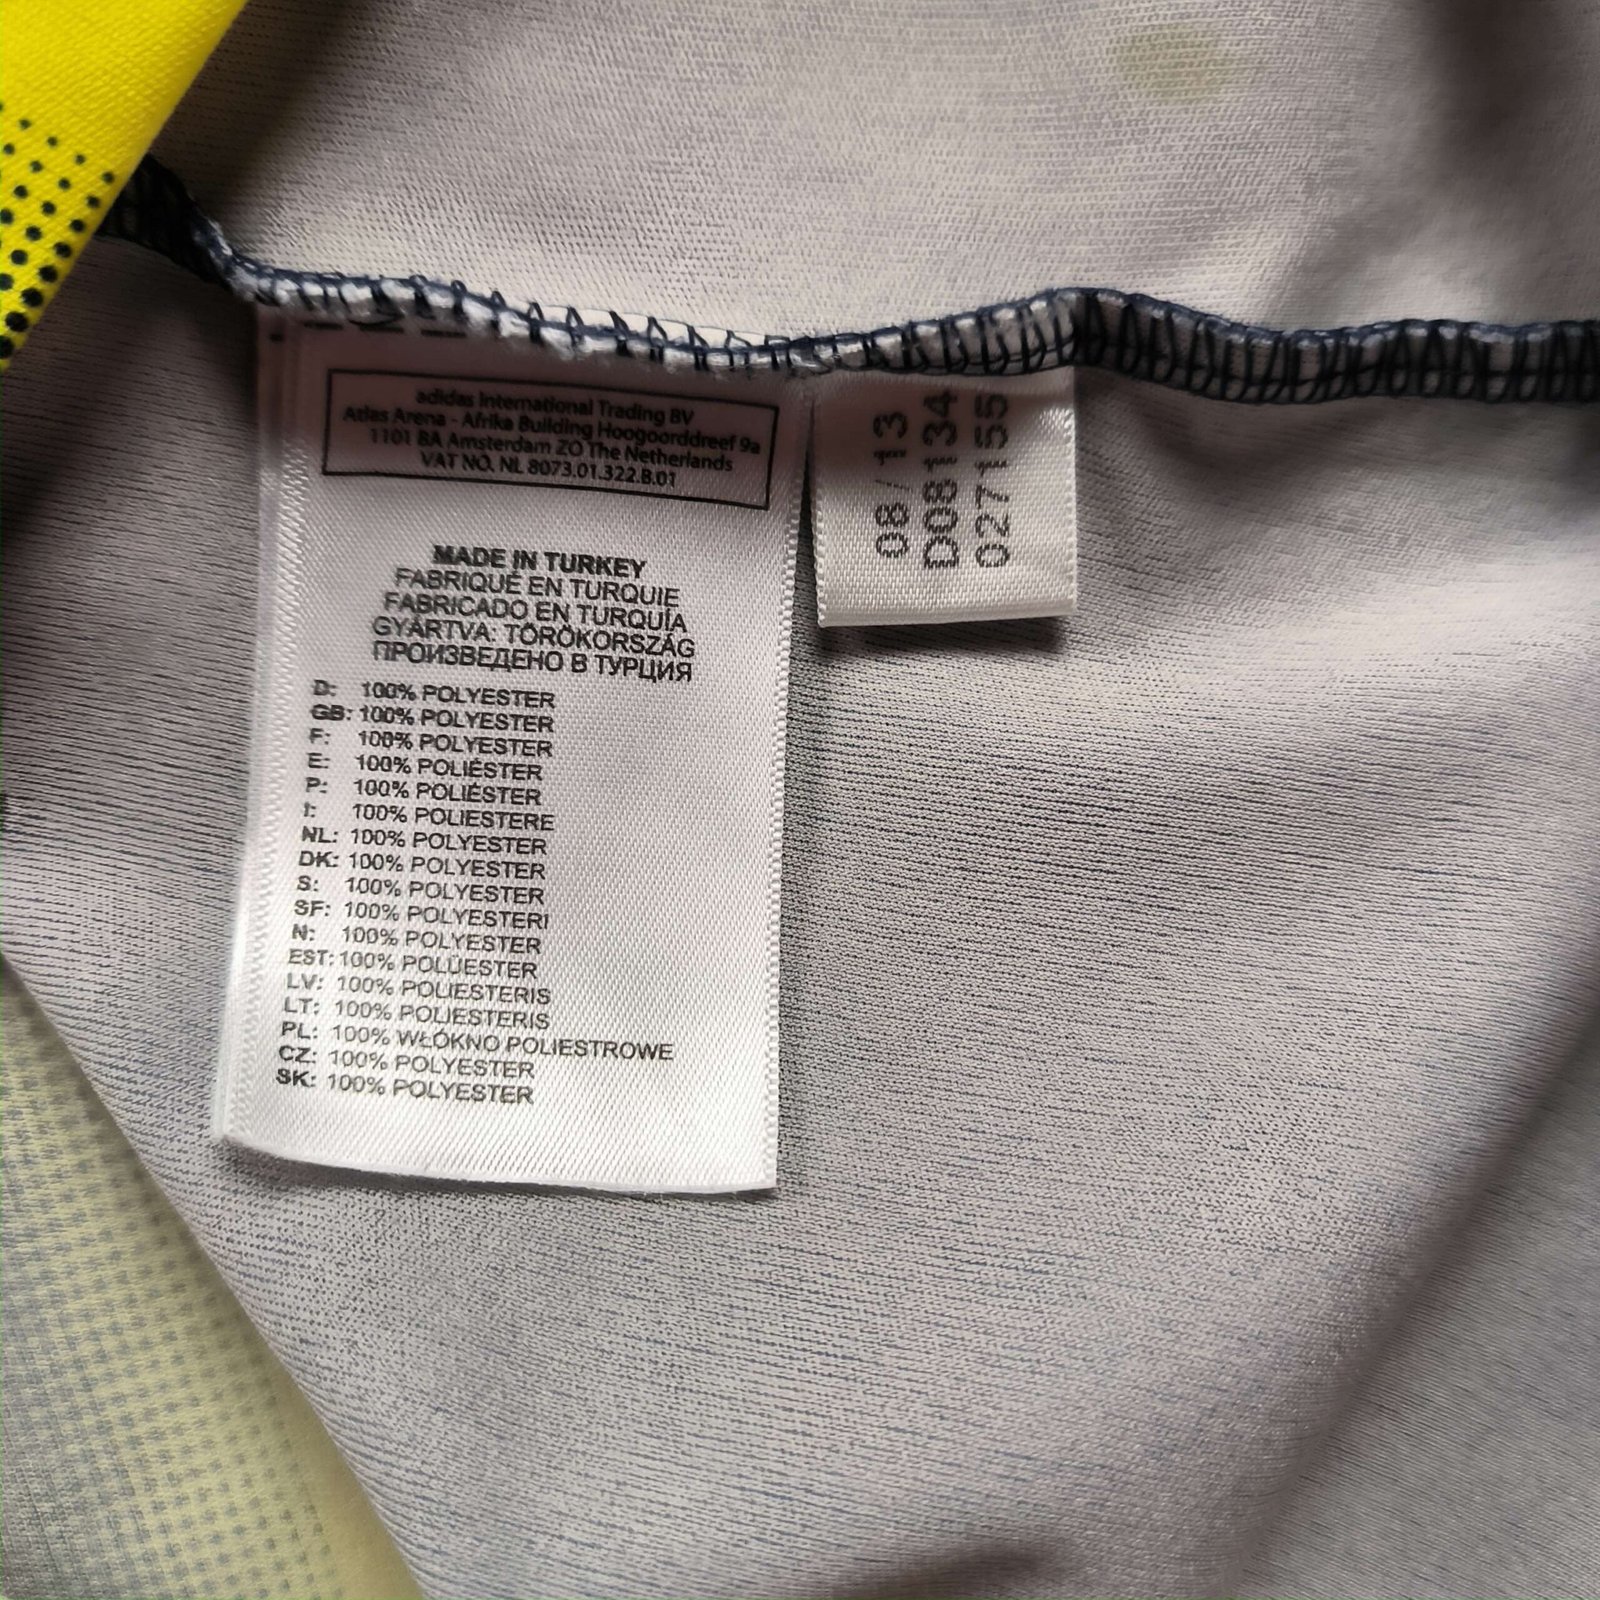 adidas International Trading BV
Atlas Arena - Afrika Building Hoogoorddreef 9a
1101 BA Amsterdam ZO The Netherlands
VAT NO. NL 8073.01.322.B.01
MADE IN TURKEY
FABRIQUÉ EN TURQUIE
FABRICADO EN TURQUÍA
GYÁRTVA: TÖRÖKORSZÁG
ПРОИЗВЕДЕНО В ТУРЦИЯ
D: 100% POLYESTER
GB: 100% POLYESTER
F: 100% POLYESTER
E: 100% POLIÉSTER
P: 100% POLIÉSTER
I: 100% POLIESTERE
NL: 100% POLYESTER
DK: 100% POLYESTER
S: 100% POLYESTER
SF: 100% POLYESTERI
N: 100% POLYESTER
EST: 100% POLÜESTER
LV: 100% POLIESTERIS
LT: 100% POLIESTERIS
PL: 100% WŁÓKNO POLIESTROWE
CZ: 100% POLYESTER
SK: 100% POLYESTER
08/13
D08134
027155